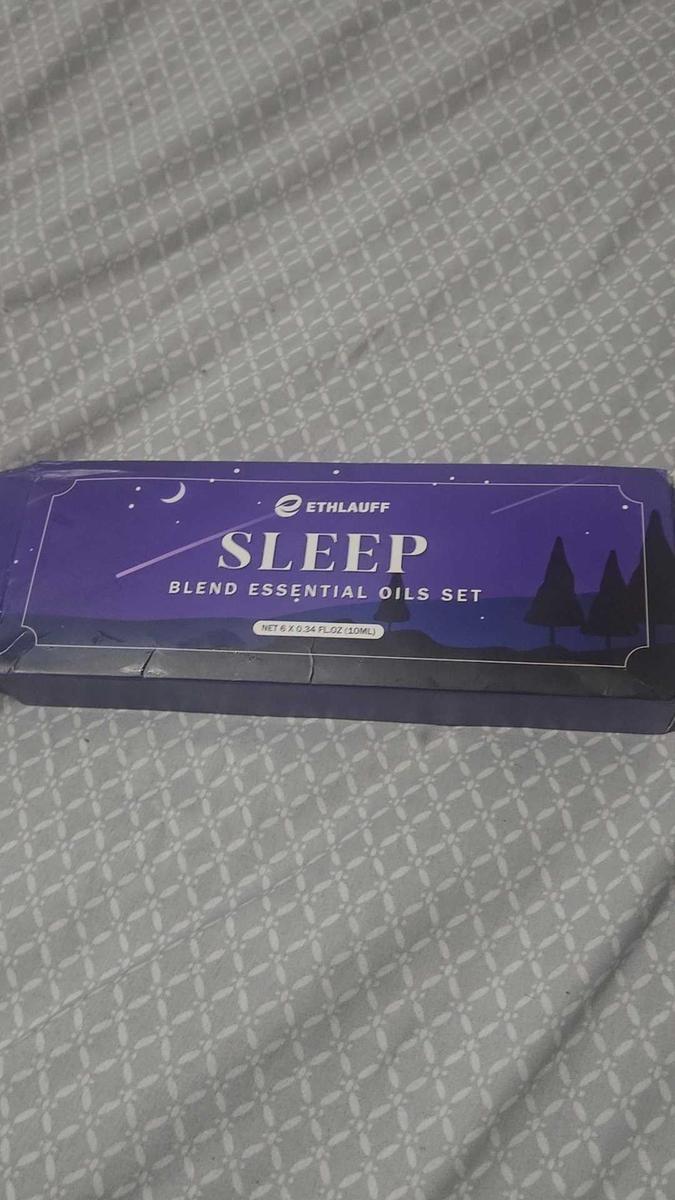 ETHLAUFF
SLEEP
BLEND ESSENTIAL OILS SET
NET 6 X 0.34 FL.OZ (10ML)